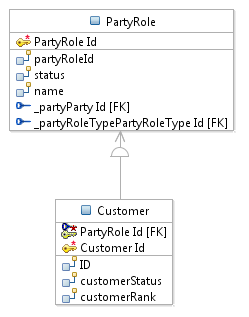 PartyRole
PartyRole Id
partyRoleId
status
name
_partyParty Id [FK]
_partyRoleTypePartyRoleType Id [FK]
Customer
PartyRole Id [FK]
Customer Id
ID
customerStatus
customerRank